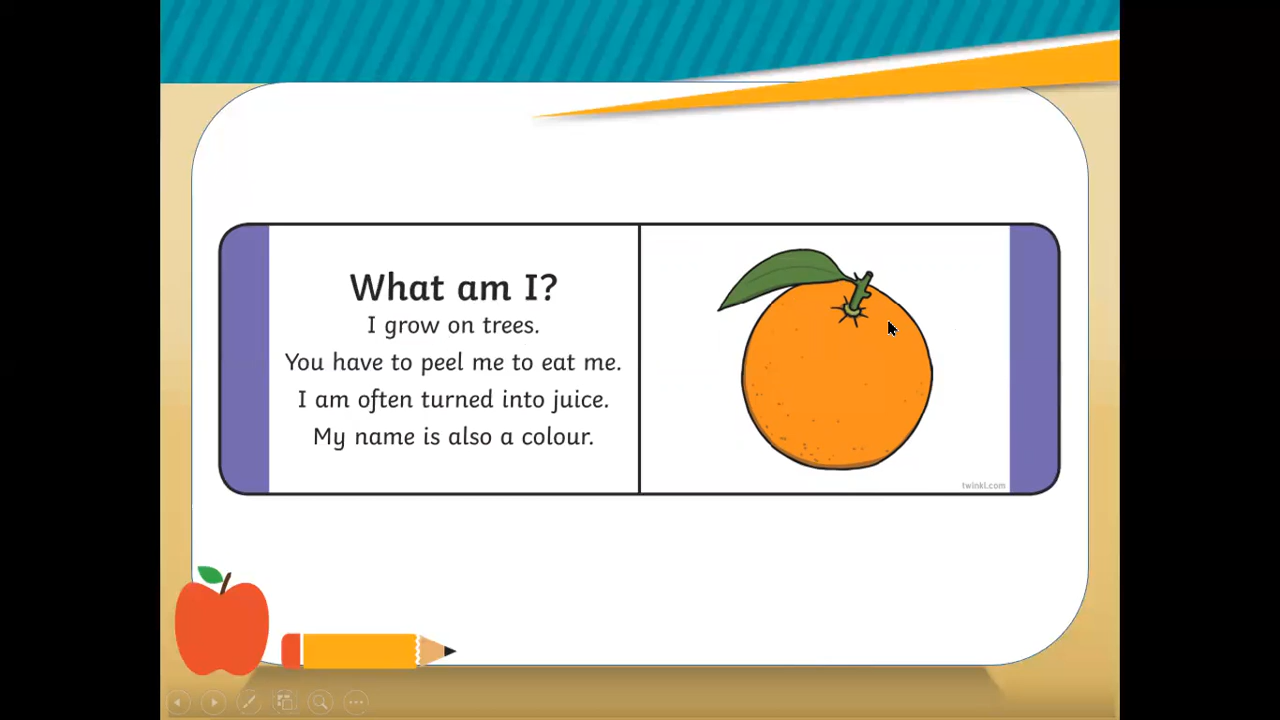 What am I?
I grow on trees.
You have to peel me to eat me.
I am often turned into juice.
My name is also a colour.
twinkl.com